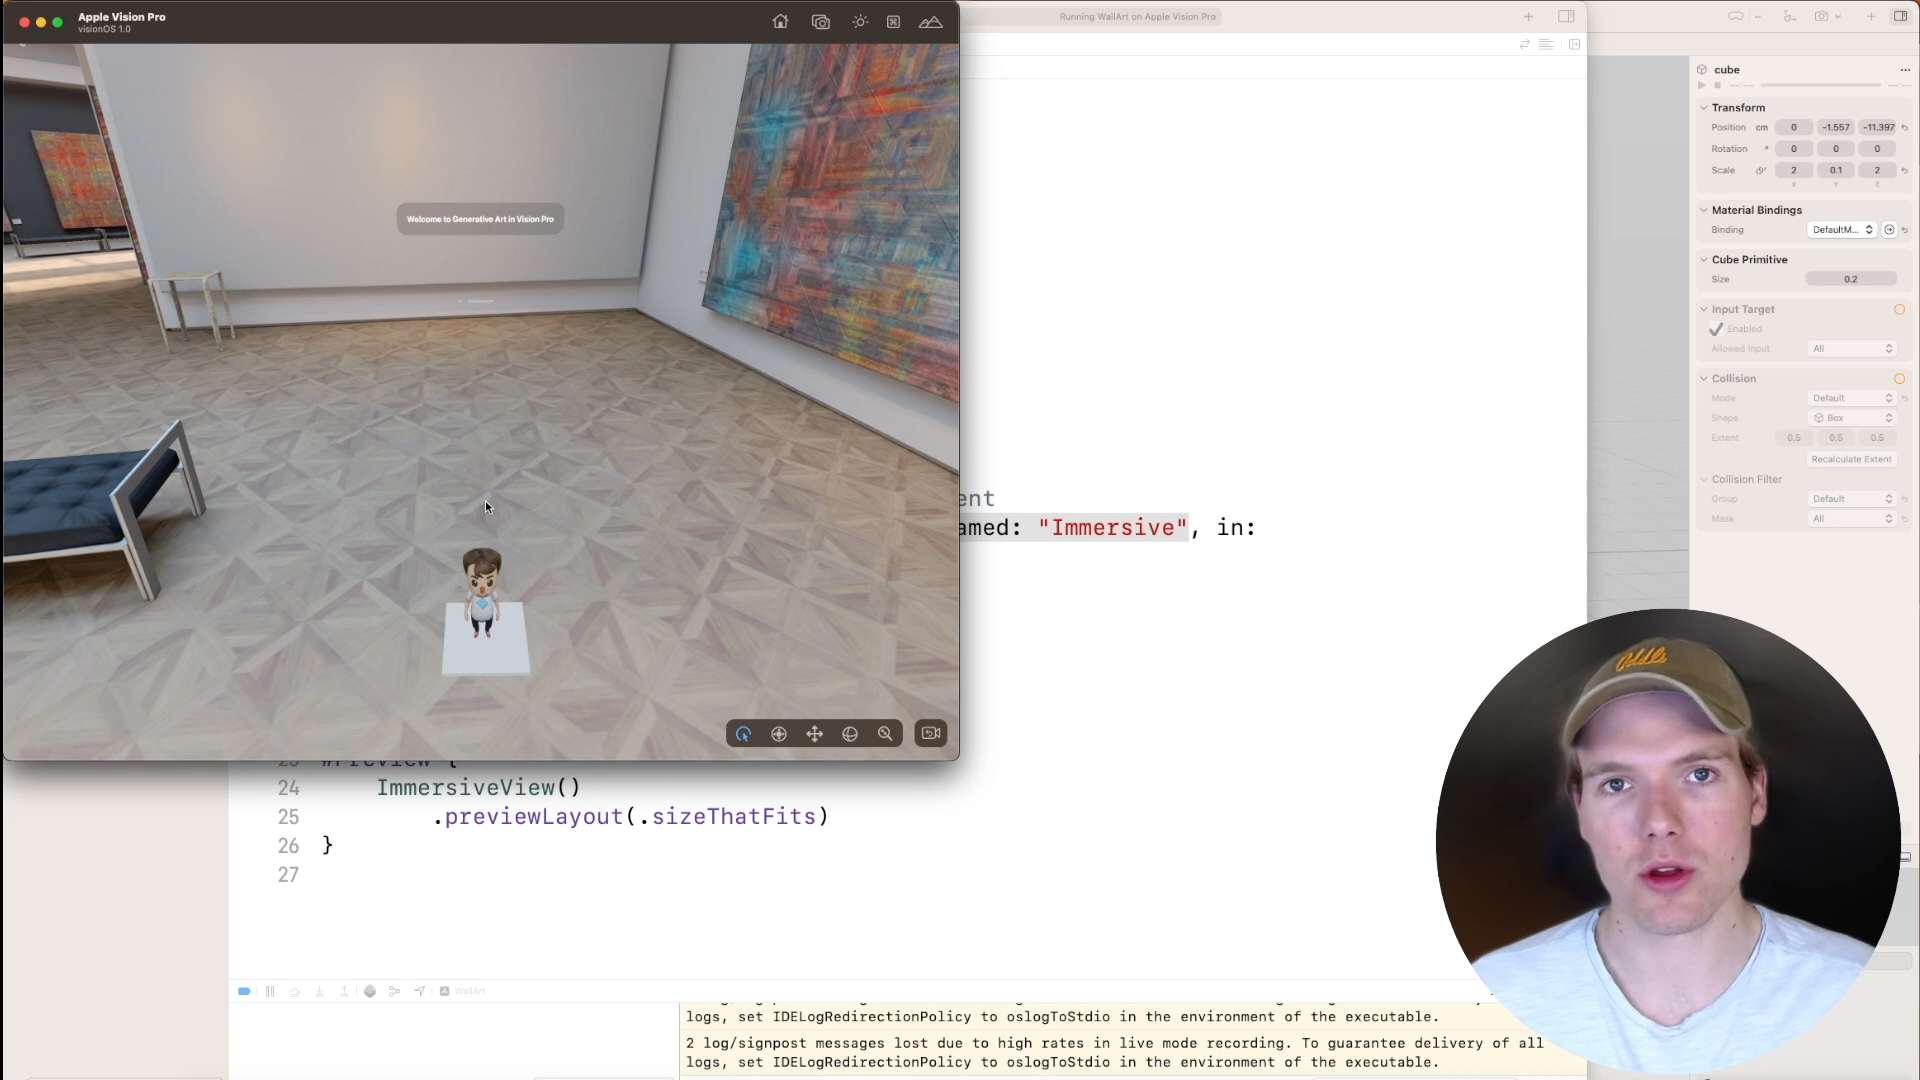 Apple Vision Pro
visionOS 1.0
Running WallArt on Apple Vision Pro
Welcome to Generative Art in Vision Pro
ent
amed: "Immersive", in:
24 ImmersiveView()
25 .previewLayout(.sizeThatFits)
26 }
27
WallArt
logs, set IDELogRedirectionPolicy to oslogToStdio in the environment of the executable.
2 log/signpost messages lost due to high rates in live mode recording. To guarantee delivery of all
logs, set IDELogRedirectionPolicy to oslogToStdio in the environment of the executable.
cube
Transform
Position cm 0 -1.557 -11.397
Rotation ° 0 0 0
Scale 2 0.1 2
X Y Z
Material Bindings
Binding DefaultM...
Cube Primitive
Size 0.2
Input Target
Enabled
Allowed Input All
Collision
Mode Default
Shape Box
Extent 0.5 0.5 0.5
Recalculate Extent
Collision Filter
Group Default
Mask All